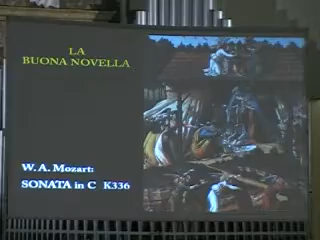 LA
BUONA NOVELLA
W. A. Mozart:
SONATA in C K336